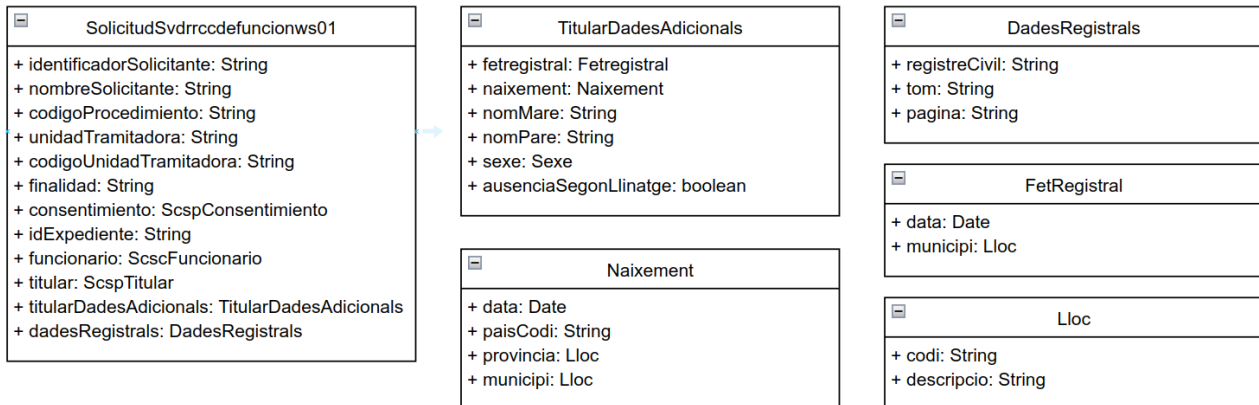 SolicitudSvdrrccdefuncionws01
+ identificadorSolicitante: String
+ nombreSolicitante: String
+ codigoProcedimiento: String
+ unidadTramitadora: String
+ codigoUnidadTramitadora: String
+ finalidad: String
+ consentimiento: ScspConsentimiento
+ idExpediente: String
+ funcionario: ScscFuncionario
+ titular: ScspTitular
+ titularDadesAdicionals: TitularDadesAdicionals
+ dadesRegistrals: DadesRegistrals
TitularDadesAdicionals
+ fetregistral: Fetregistral
+ naixement: Naixement
+ nomMare: String
+ nomPare: String
+ sexe: Sexe
+ ausenciaSegonLlinatge: boolean
Naixement
+ data: Date
+ paisCodi: String
+ provincia: Lloc
+ municipi: Lloc
DadesRegistrals
+ registreCivil: String
+ tom: String
+ pagina: String
FetRegistral
+ data: Date
+ municipi: Lloc
Lloc
+ codi: String
+ descripcio: String